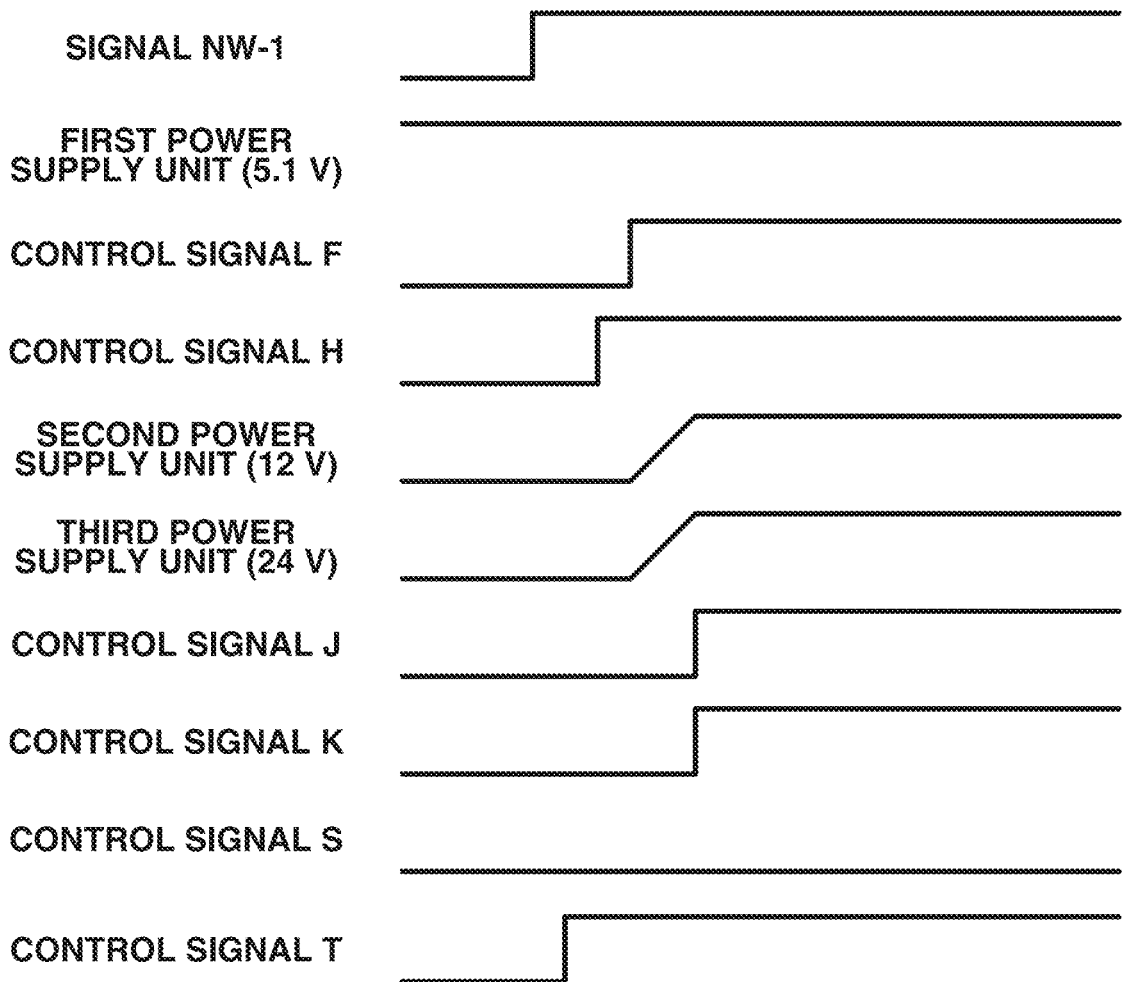 SIGNAL NW-1
FIRST POWER
SUPPLY UNIT (5.1 V)
CONTROL SIGNAL F
CONTROL SIGNAL H
SECOND POWER
SUPPLY UNIT (12 V)
THIRD POWER
SUPPLY UNIT (24 V)
CONTROL SIGNAL J
CONTROL SIGNAL K
CONTROL SIGNAL S
CONTROL SIGNAL T